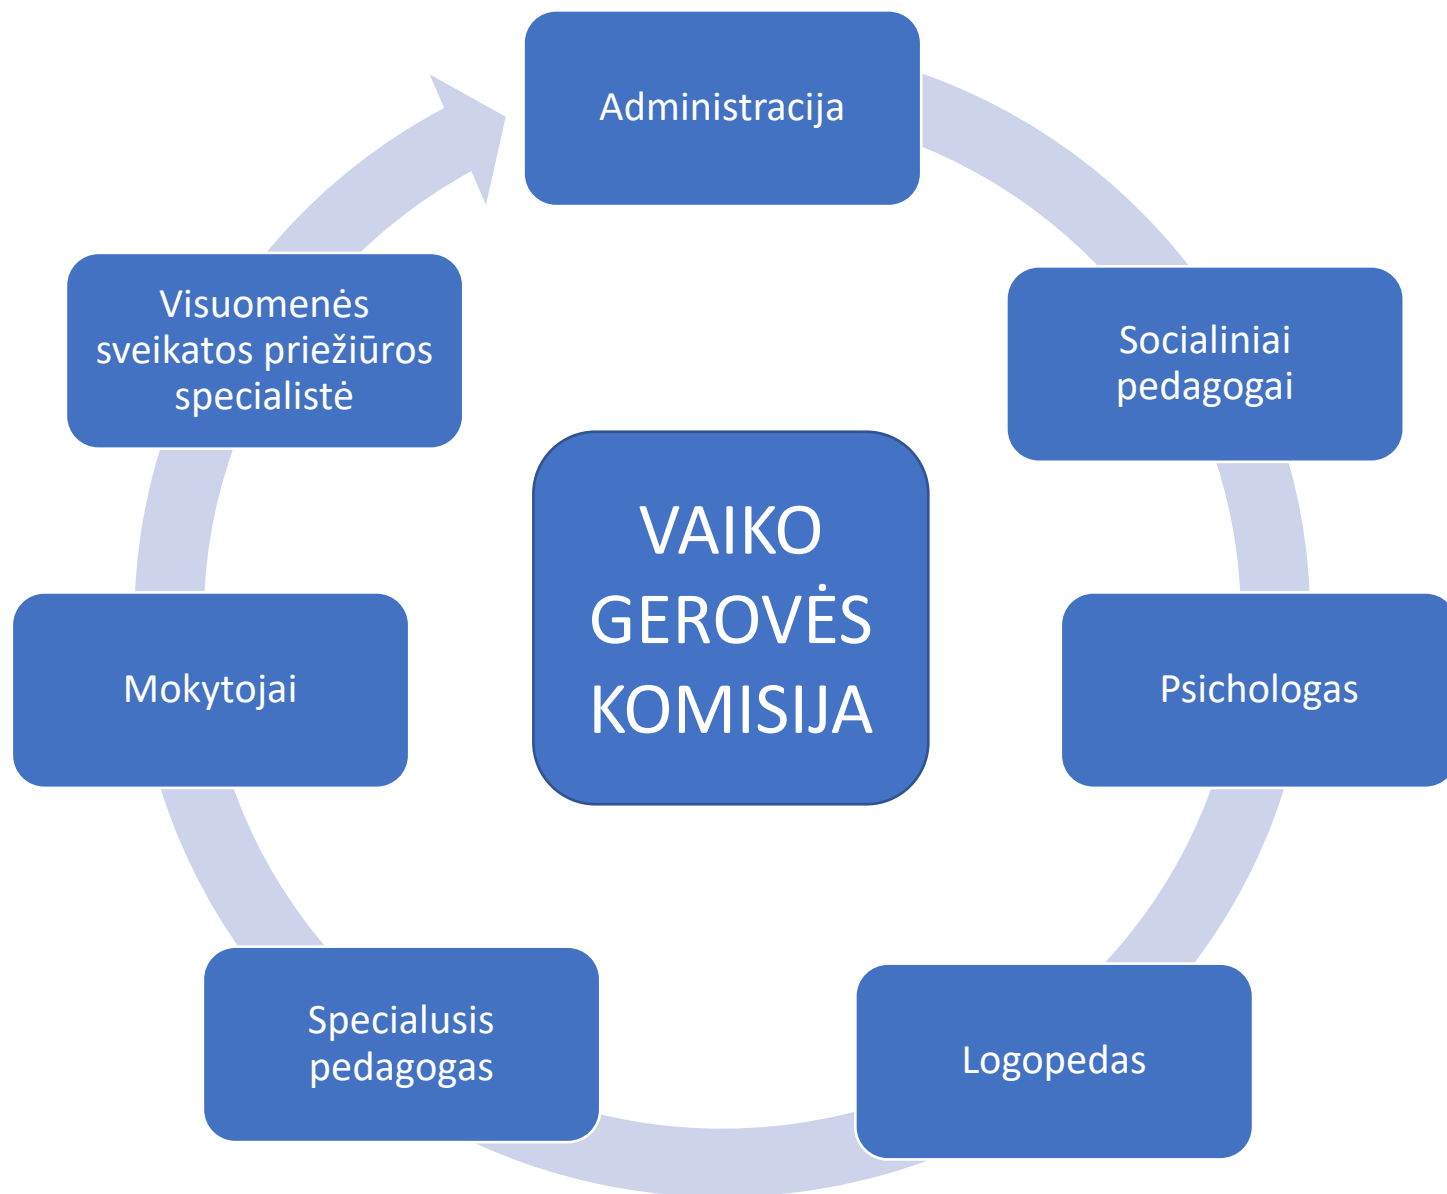 Administracija
Socialiniai
pedagogai
Psichologas
Logopedas
Specialusis
pedagogas
Mokytojai
Visuomenės
sveikatos priežiūros
specialistė
VAIKO
GEROVĖS
KOMISIJA